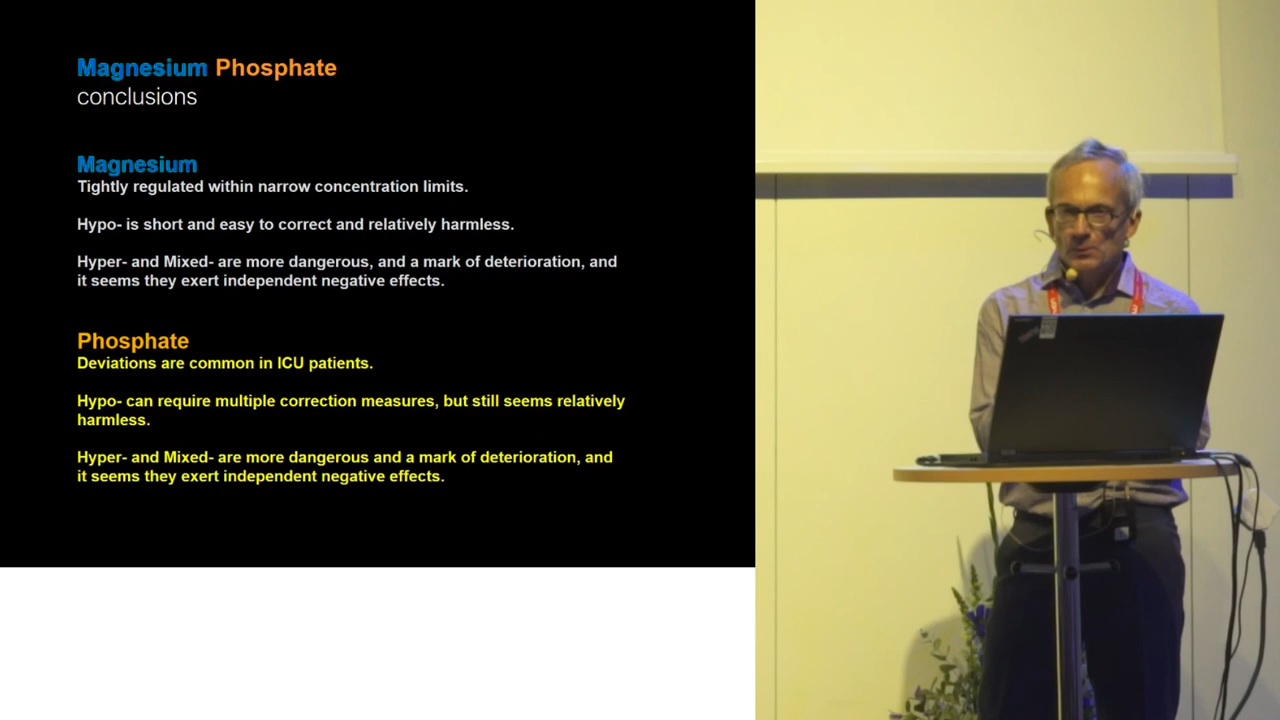 Magnesium Phosphate
conclusions
Magnesium
Tightly regulated within narrow concentration limits.
Hypo- is short and easy to correct and relatively harmless.
Hyper- and Mixed- are more dangerous, and a mark of deterioration, and
it seems they exert independent negative effects.
Phosphate
Deviations are common in ICU patients.
Hypo- can require multiple correction measures, but still seems relatively
harmless.
Hyper- and Mixed- are more dangerous and a mark of deterioration, and
it seems they exert independent negative effects.